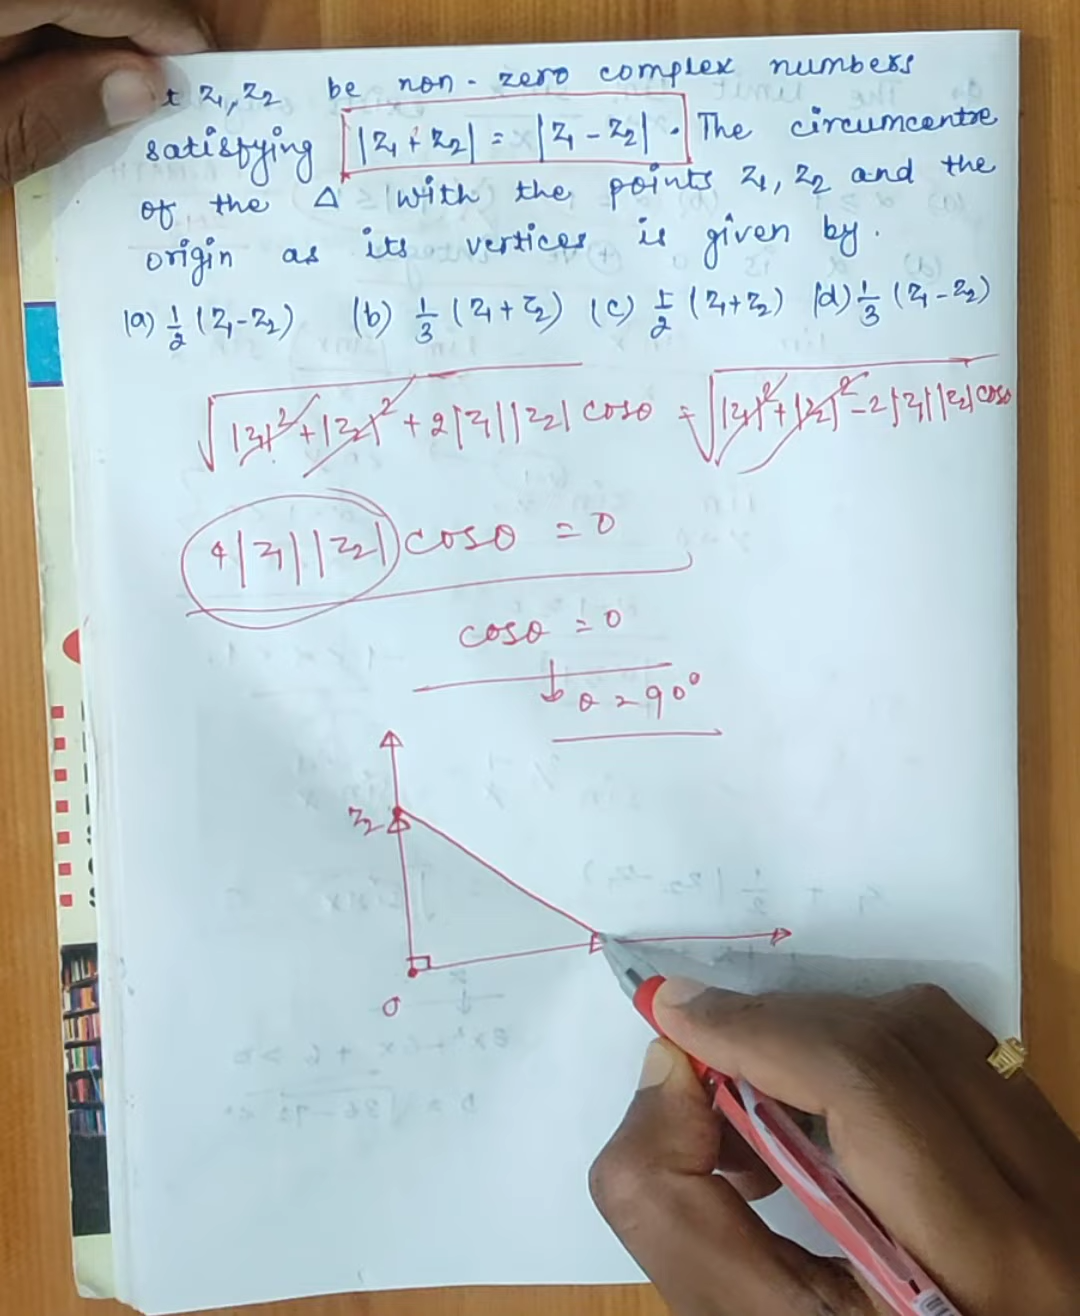 t z₁, z₂ be non-zero complex numbers
satisfying |z₁ + z₂| = |z₁ - z₂|. The circumcentre
of the Δ with the points z₁, z₂ and the
origin as its vertices is given by.
(a) 1/2 (z₁ - z₂) (b) 1/3 (z₁ + z₂) (c) 1/2 (z₁ + z₂) (d) 1/3 (z₁ - z₂)
√(|z₁|² + |z₂|² + 2|z₁||z₂| cosθ) = √(|z₁|² + |z₂|² - 2|z₁||z₂| cosθ)
4|z₁||z₂| cosθ = 0
cosθ = 0
θ = 90°
z₂
O